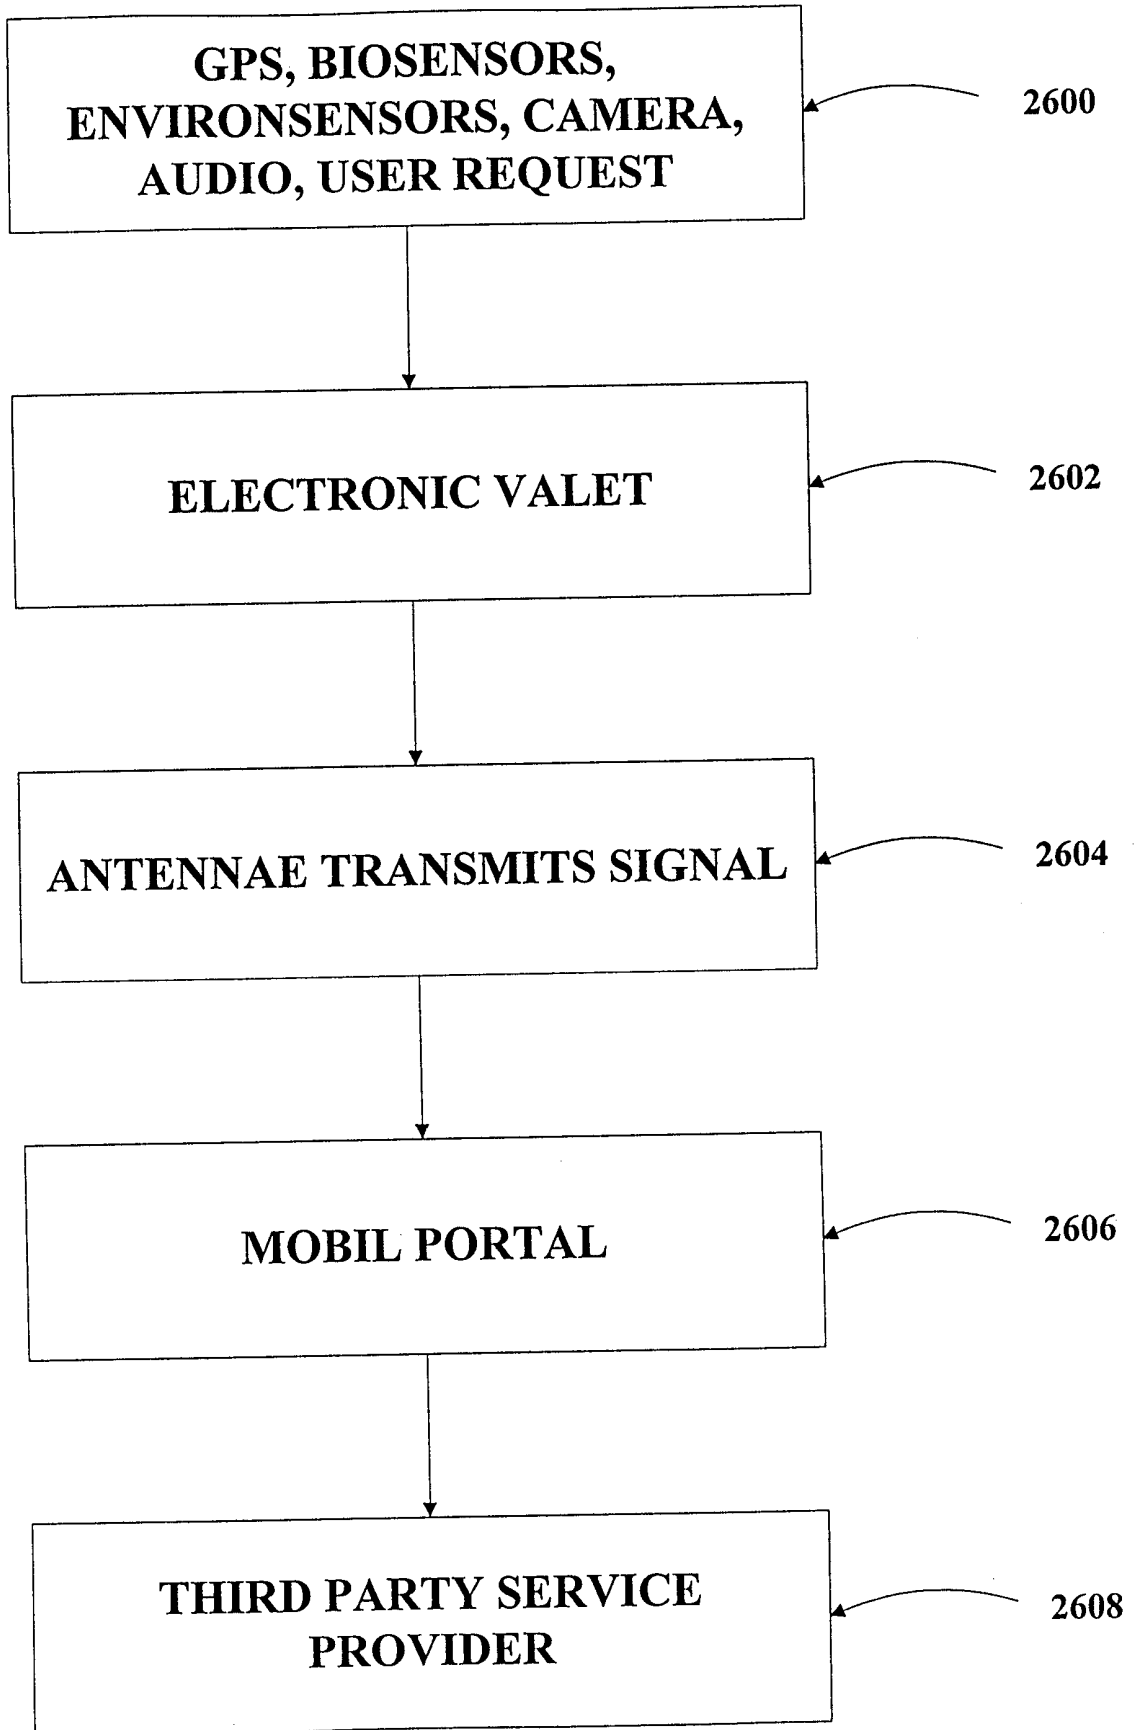 GPS, BIOSENSORS,
ENVIRONSENSORS, CAMERA,
AUDIO, USER REQUEST
2600
ELECTRONIC VALET
2602
ANTENNAE TRANSMITS SIGNAL
2604
MOBIL PORTAL
2606
THIRD PARTY SERVICE
PROVIDER
2608